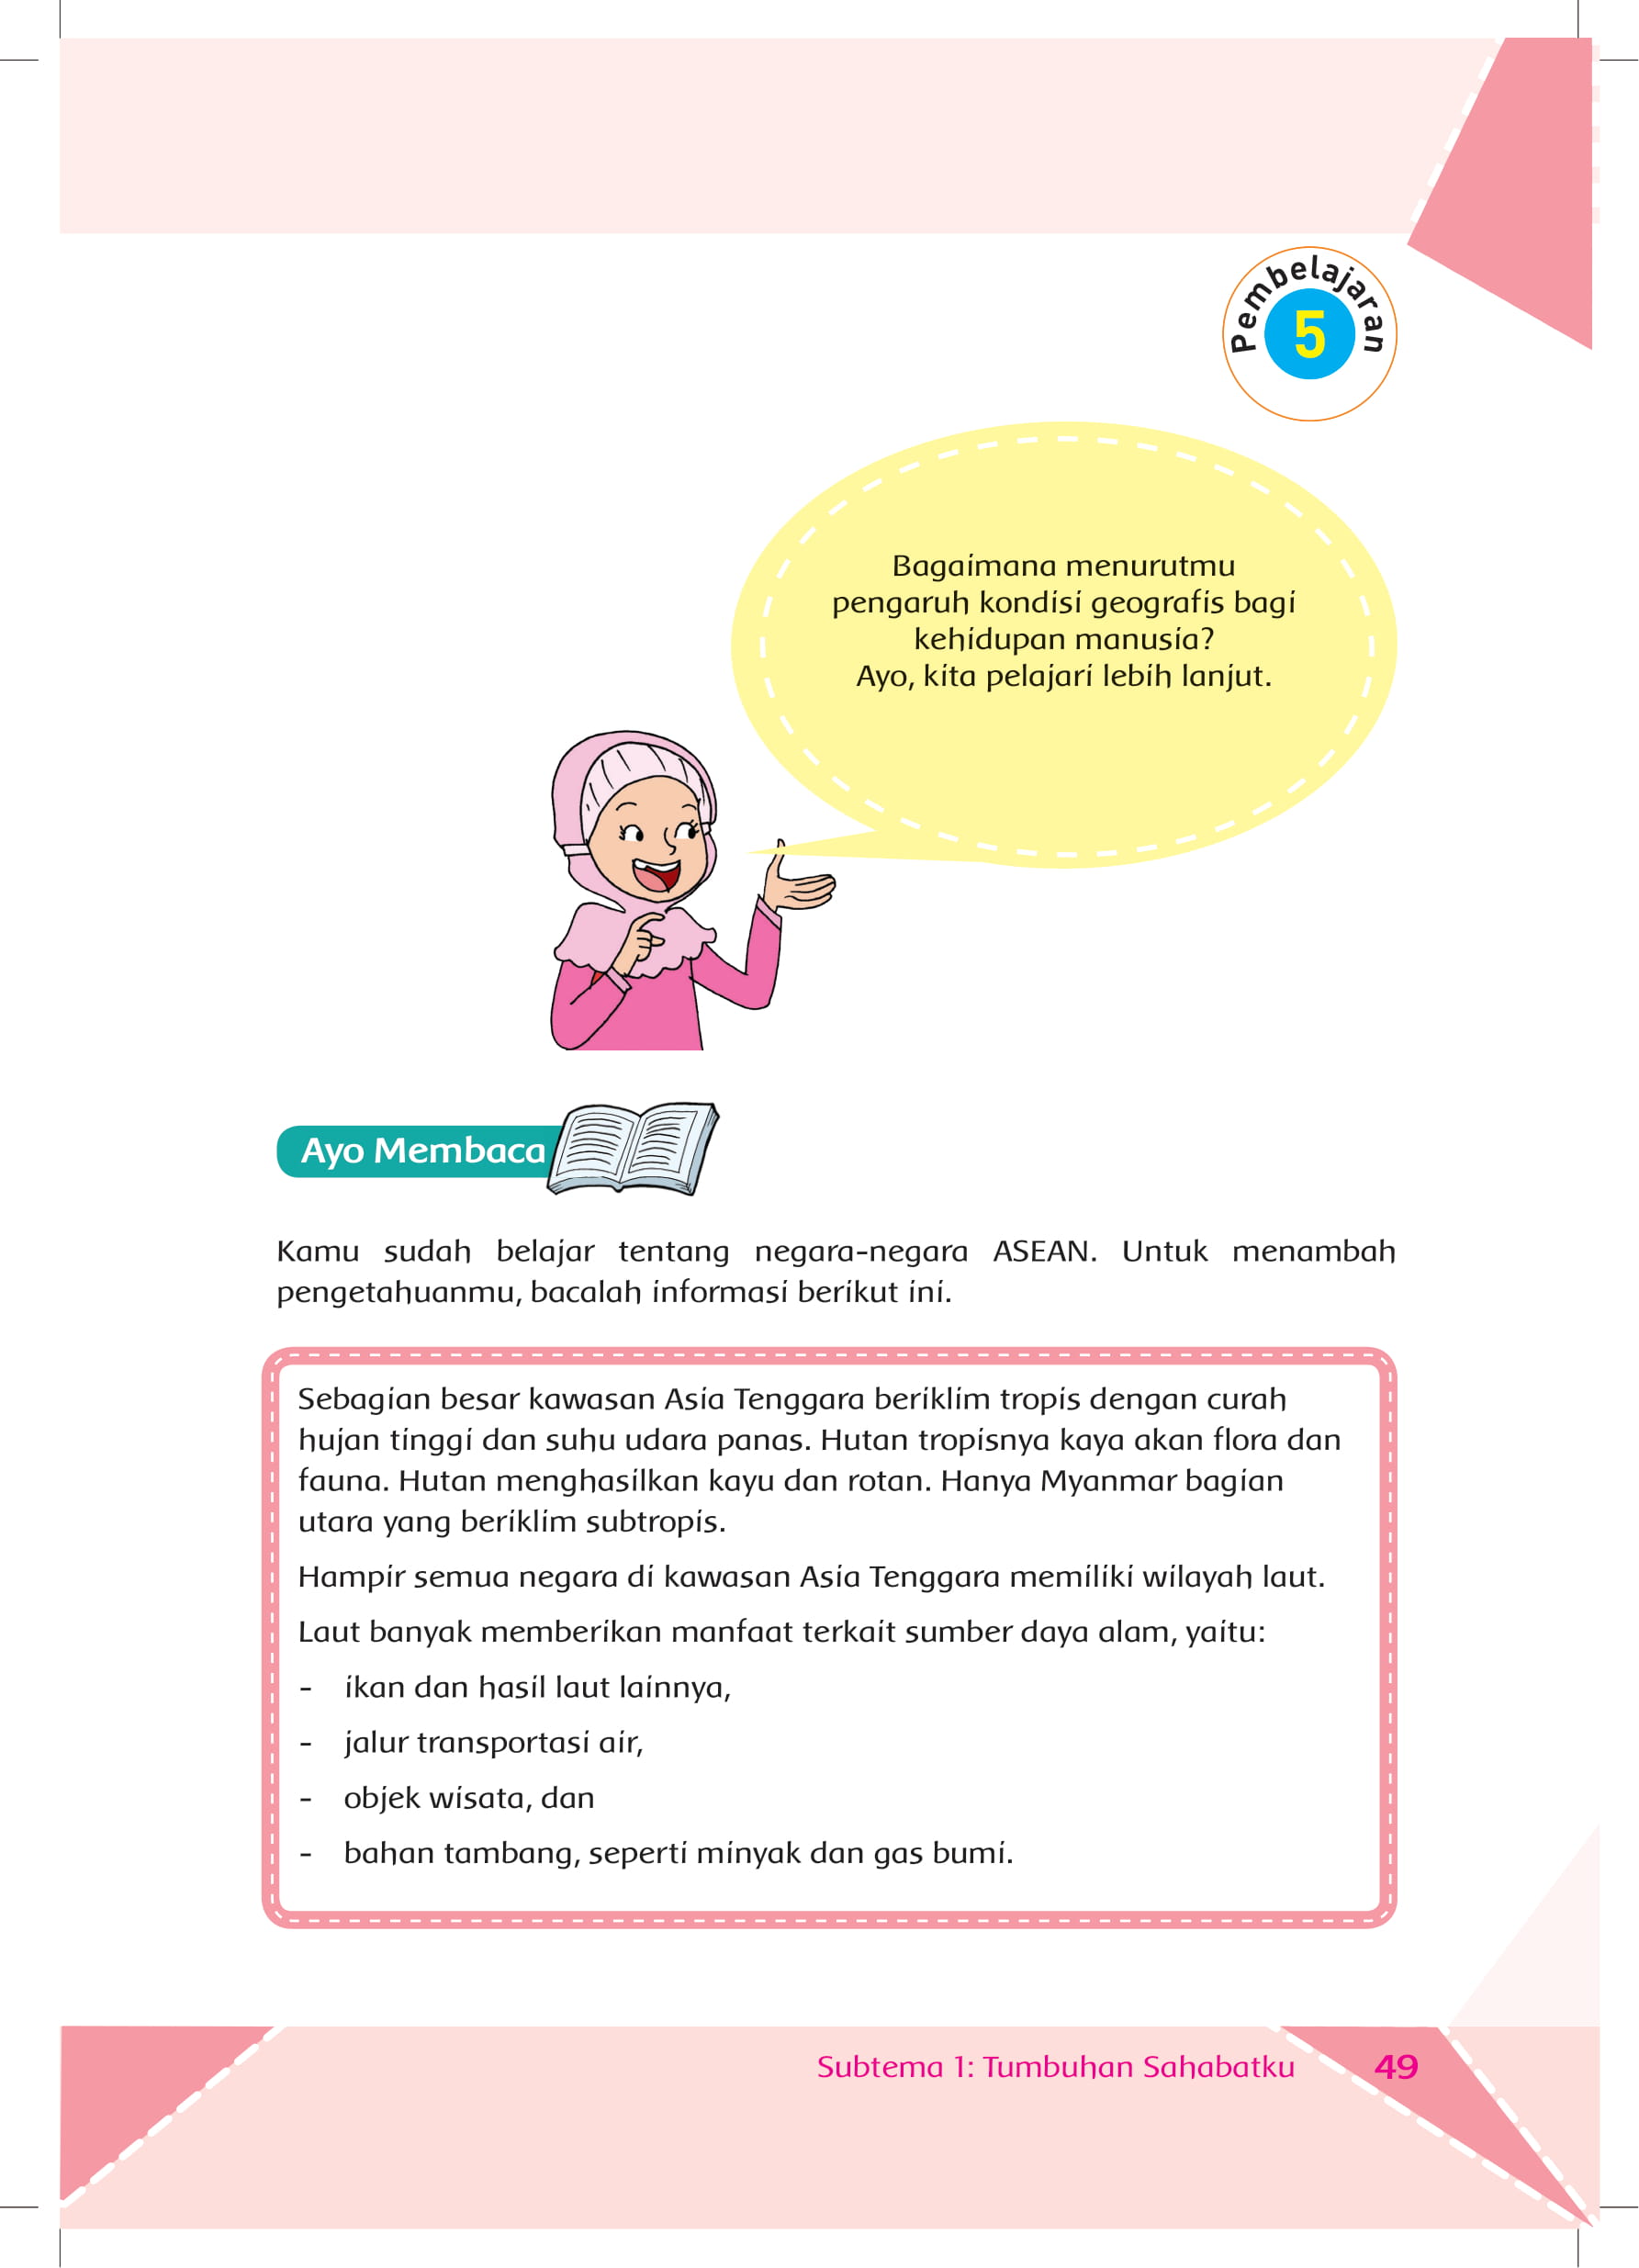 Pembelajaran
5
Bagaimana menurutmu
pengaruh kondisi geografis bagi
kehidupan manusia?
Ayo, kita pelajari lebih lanjut.
Ayo Membaca
Kamu sudah belajar tentang negara-negara ASEAN. Untuk menambah
pengetahuanmu, bacalah informasi berikut ini.
Sebagian besar kawasan Asia Tenggara beriklim tropis dengan curah
hujan tinggi dan suhu udara panas. Hutan tropisnya kaya akan flora dan
fauna. Hutan menghasilkan kayu dan rotan. Hanya Myanmar bagian
utara yang beriklim subtropis.
Hampir semua negara di kawasan Asia Tenggara memiliki wilayah laut.
Laut banyak memberikan manfaat terkait sumber daya alam, yaitu:
- ikan dan hasil laut lainnya,
- jalur transportasi air,
- objek wisata, dan
- bahan tambang, seperti minyak dan gas bumi.
Subtema 1: Tumbuhan Sahabatku 49